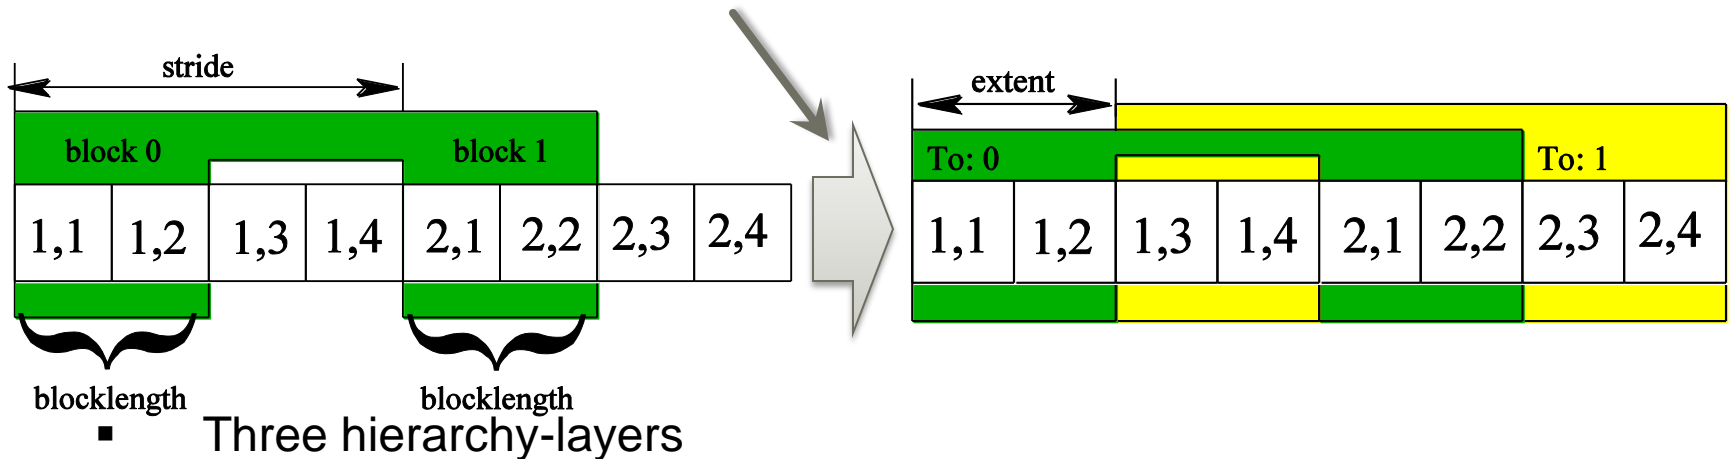 stride
block 0 block 1
1,1 1,2 1,3 1,4 2,1 2,2 2,3 2,4
blocklength blocklength
extent
To: 0 To: 1
1,1 1,2 1,3 1,4 2,1 2,2 2,3 2,4
▪ Three hierarchy-layers